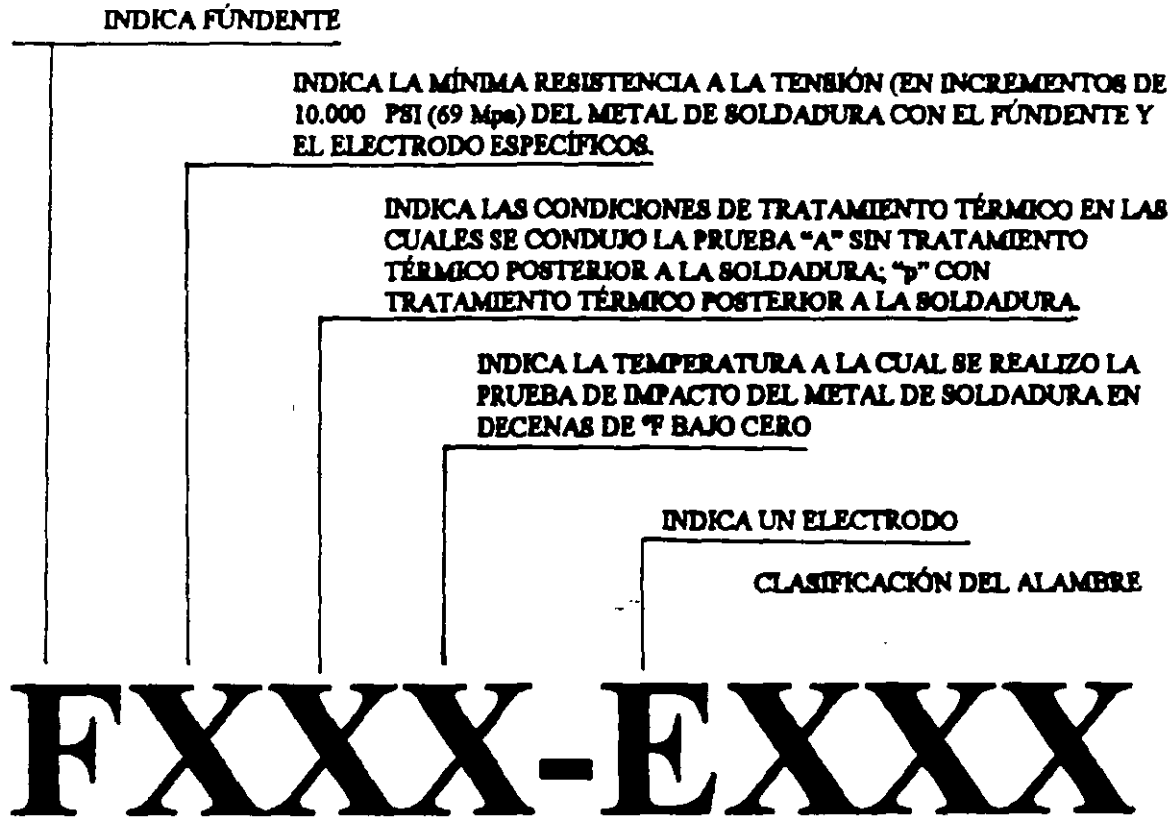 INDICA FÚNDENTE
INDICA LA MÍNIMA RESISTENCIA A LA TENSIÓN (EN INCREMENTOS DE
10.000 PSI (69 Mpa) DEL METAL DE SOLDADURA CON EL FÚNDENTE Y
EL ELECTRODO ESPECÍFICOS.
INDICA LAS CONDICIONES DE TRATAMIENTO TÉRMICO EN LAS
CUALES SE CONDUJO LA PRUEBA "A" SIN TRATAMIENTO
TÉRMICO POSTERIOR A LA SOLDADURA; "p" CON
TRATAMIENTO TÉRMICO POSTERIOR A LA SOLDADURA.
INDICA LA TEMPERATURA A LA CUAL SE REALIZO LA
PRUEBA DE IMPACTO DEL METAL DE SOLDADURA EN
DECENAS DE °F BAJO CERO
INDICA UN ELECTRODO
CLASIFICACIÓN DEL ALAMBRE
FXXX-EXXX